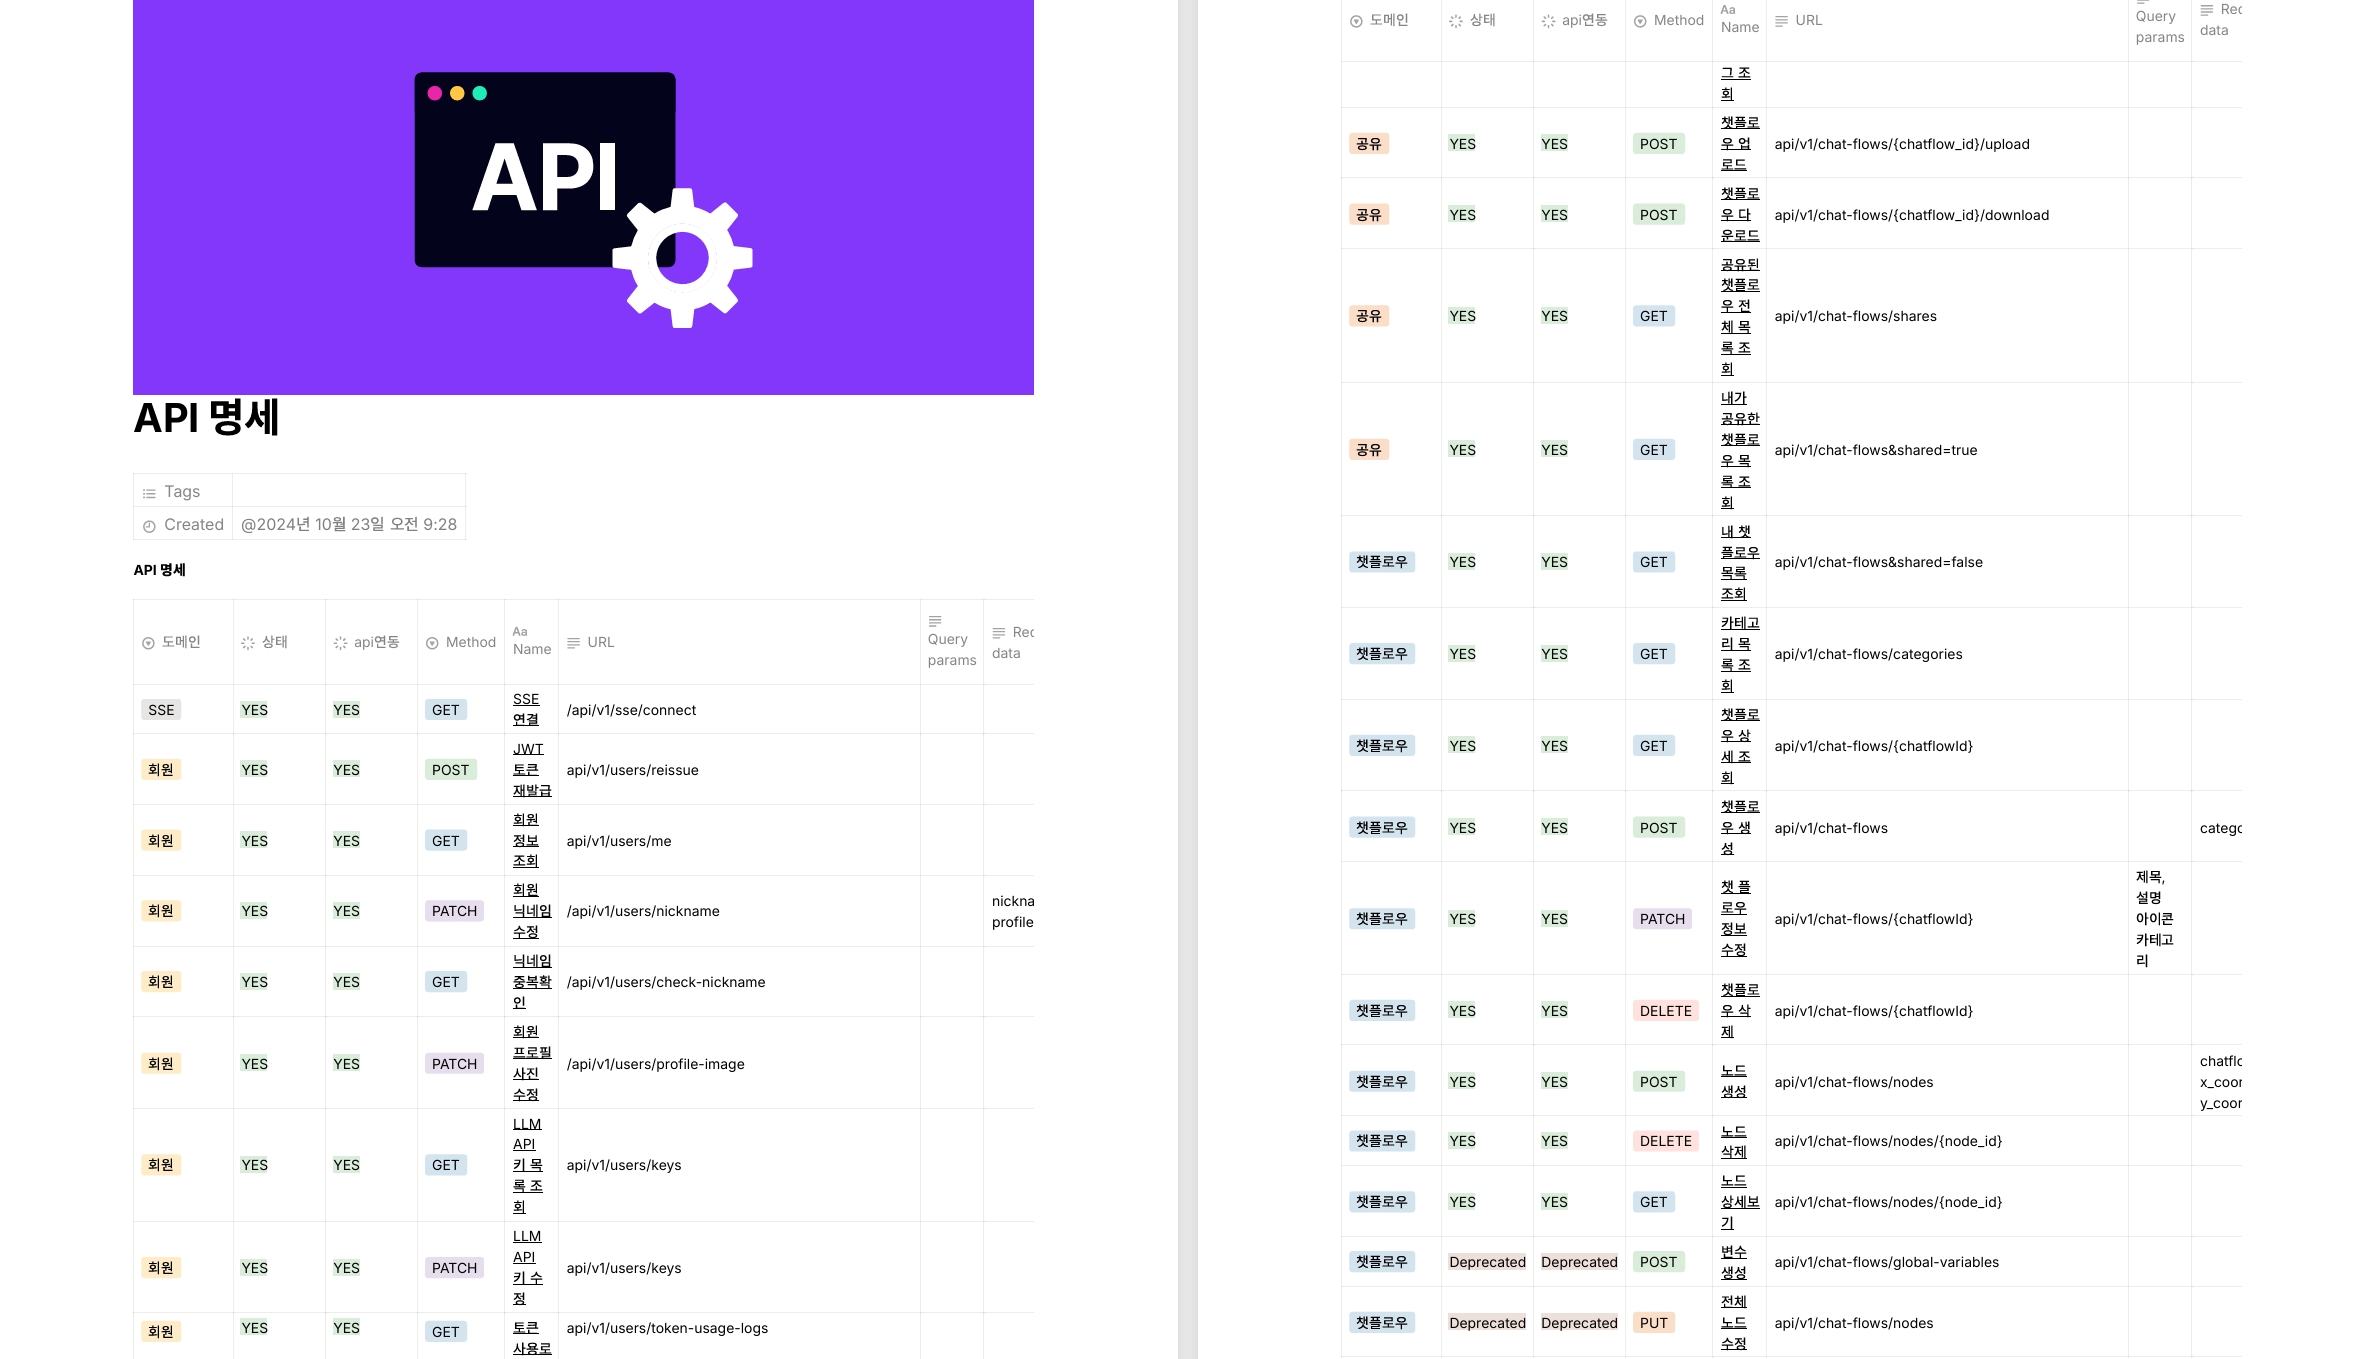 API
API 명세
Tags
Created @2024년 10월 23일 오전 9:28
API 명세
도메인 상태 api연동 Method Aa Name URL Query params data
SSE YES YES GET SSE 연결 /api/v1/sse/connect
회원 YES YES POST JWT 토큰 재발급 api/v1/users/reissue
회원 YES YES GET 회원 정보 조회 api/v1/users/me
회원 YES YES PATCH 회원 닉네임 수정 /api/v1/users/nickname
회원 YES YES GET 닉네임 중복확인 /api/v1/users/check-nickname
회원 YES YES PATCH 회원 프로필 사진 수정 /api/v1/users/profile-image
회원 YES YES GET LLM API 키 목록 조회 api/v1/users/keys
회원 YES YES PATCH LLM API 키 수정 api/v1/users/keys
회원 YES YES GET 토큰 사용로 api/v1/users/token-usage-logs
도메인 상태 api연동 Method Aa Name URL Query params data
그 조회
공유 YES YES POST 챗플로우 업로드 api/v1/chat-flows/{chatflow_id}/upload
공유 YES YES POST 챗플로우 다운로드 api/v1/chat-flows/{chatflow_id}/download
공유 YES YES GET 공유된 챗플로우 전체 목록 조회 api/v1/chat-flows/shares
공유 YES YES GET 내가 공유한 챗플로우 목록 조회 api/v1/chat-flows&shared=true
챗플로우 YES YES GET 내 챗플로우 목록 조회 api/v1/chat-flows&shared=false
챗플로우 YES YES GET 카테고리 목록 조회 api/v1/chat-flows/categories
챗플로우 YES YES GET 챗플로우 상세 조회 api/v1/chat-flows/{chatflowId}
챗플로우 YES YES POST 챗플로우 생성 api/v1/chat-flows
챗플로우 YES YES PATCH 챗 플로우 정보 수정 api/v1/chat-flows/{chatflowId} 제목, 설명 아이콘 카테고리
챗플로우 YES YES DELETE 챗플로우 삭제 api/v1/chat-flows/{chatflowId}
챗플로우 YES YES POST 노드 생성 api/v1/chat-flows/nodes
챗플로우 YES YES DELETE 노드 삭제 api/v1/chat-flows/nodes/{node_id}
챗플로우 YES YES GET 노드 상세보기 api/v1/chat-flows/nodes/{node_id}
챗플로우 Deprecated Deprecated POST 변수 생성 api/v1/chat-flows/global-variables
챗플로우 Deprecated Deprecated PUT 전체 노드 수정 api/v1/chat-flows/nodes